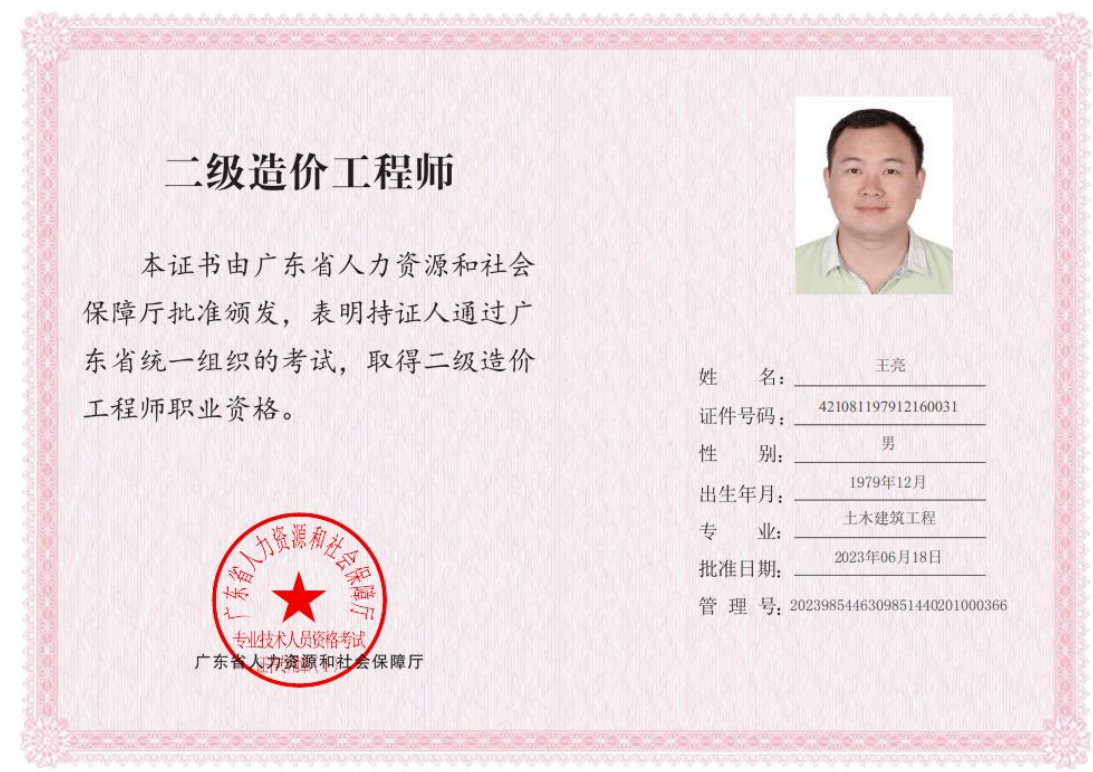 二级造价工程师
本证书由广东省人力资源和社会
保障厅批准颁发，表明持证人通过广
东省统一组织的考试，取得二级造价
工程师职业资格。
广东省人力资源和社会保障厅
专业技术人员资格考试
广东省人力资源和社会保障厅
姓 名：王亮
证件号码：421081197912160031
性 别：男
出生年月：1979年12月
专 业：土木建筑工程
批准日期：2023年06月18日
管 理 号：2023985446309851440201000366